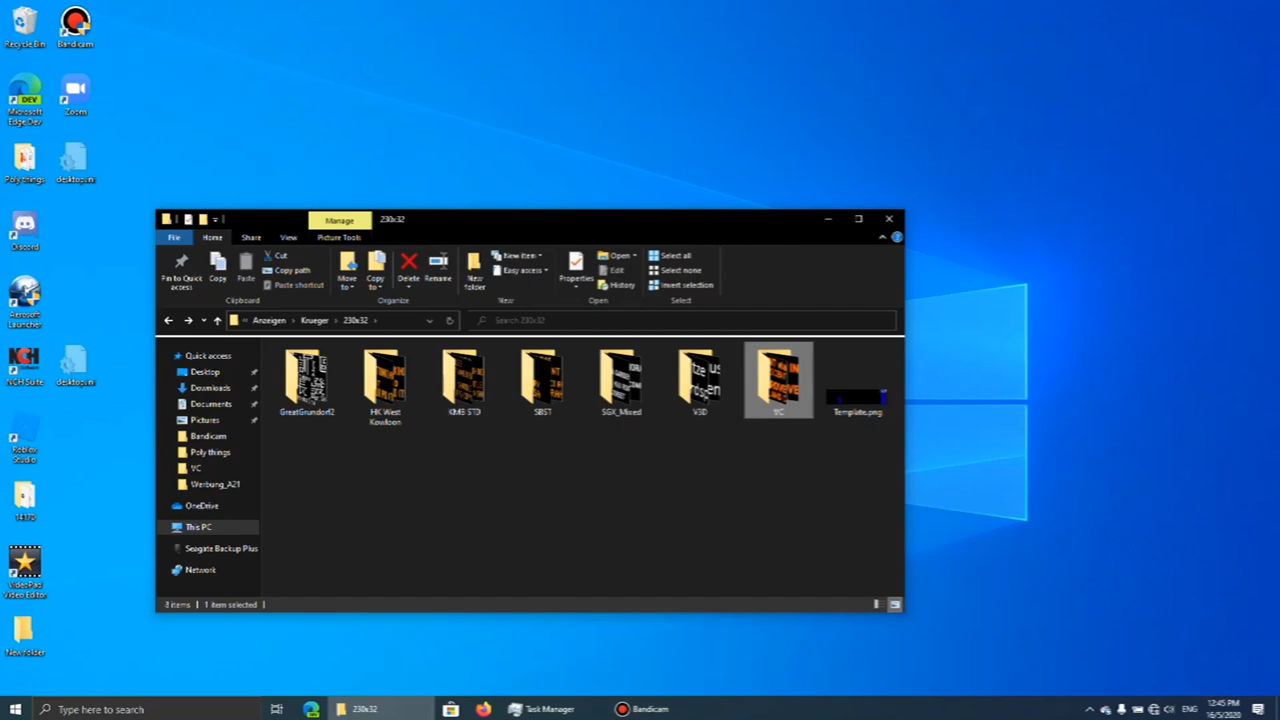 Recycle Bin
Bandicam
Microsoft
Edge Dev
DEV
Zoom
Poly things
desktop.ini
Discord
Aerosoft
Launcher
NCH Suite
desktop.ini
Roblox
Studio
VideoPad
Video Editor
New folder
Manage
230x32
File
Home
Share
View
Picture Tools
Pin to Quick
access
Copy
Paste
Cut
Copy path
Paste shortcut
Clipboard
Move
to
Copy
to
Delete
Rename
Organize
New
folder
New item
Easy access
New
Properties
Open
Edit
History
Open
Select all
Select none
Invert selection
Select
Anzeigen
Krueger
230x32
Search 230x32
Quick access
Desktop
Downloads
Documents
Pictures
Bandicam
Poly things
VC
Werbung_A21
OneDrive
This PC
Seagate Backup Plus
Network
GreatGrundorf2
HK West
Kowloon
KMB STD
SBST
SGX_Mixed
V3D
VC
Template.png
8 items
1 item selected
Type here to search
230x32
Task Manager
Bandicam
ENG
12:45 PM
16/5/2020